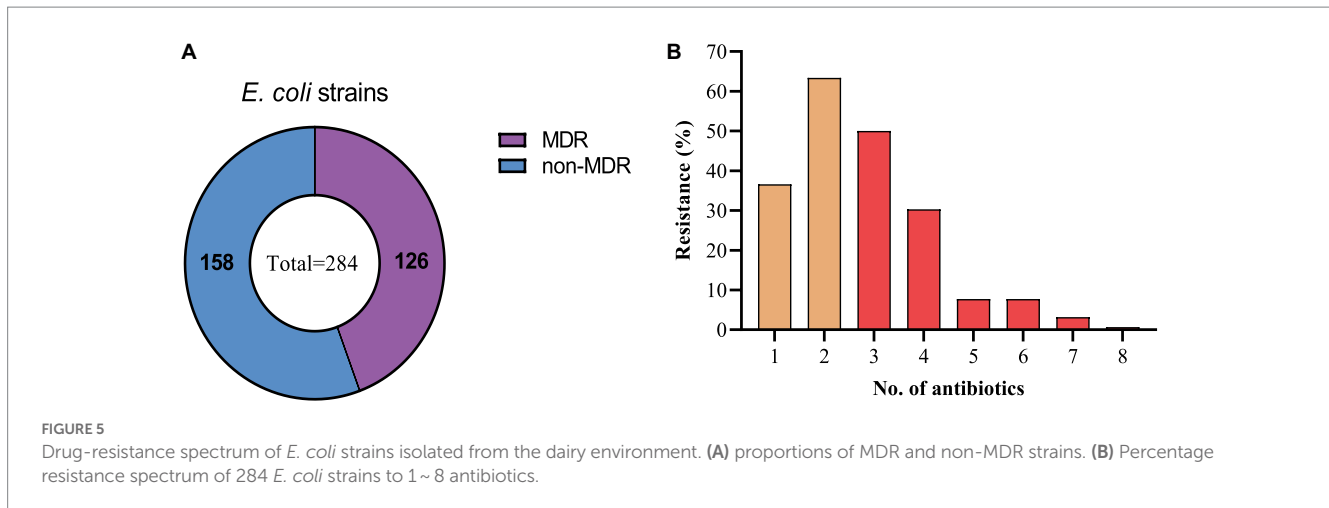 A
E. coli strains
158
Total=284
126
MDR
non-MDR
B
Resistance (%)
70
60
50
40
30
20
10
0
1 2 3 4 5 6 7 8
No. of antibiotics
FIGURE 5
Drug-resistance spectrum of E. coli strains isolated from the dairy environment. (A) proportions of MDR and non-MDR strains. (B) Percentage
resistance spectrum of 284 E. coli strains to 1 ~ 8 antibiotics.